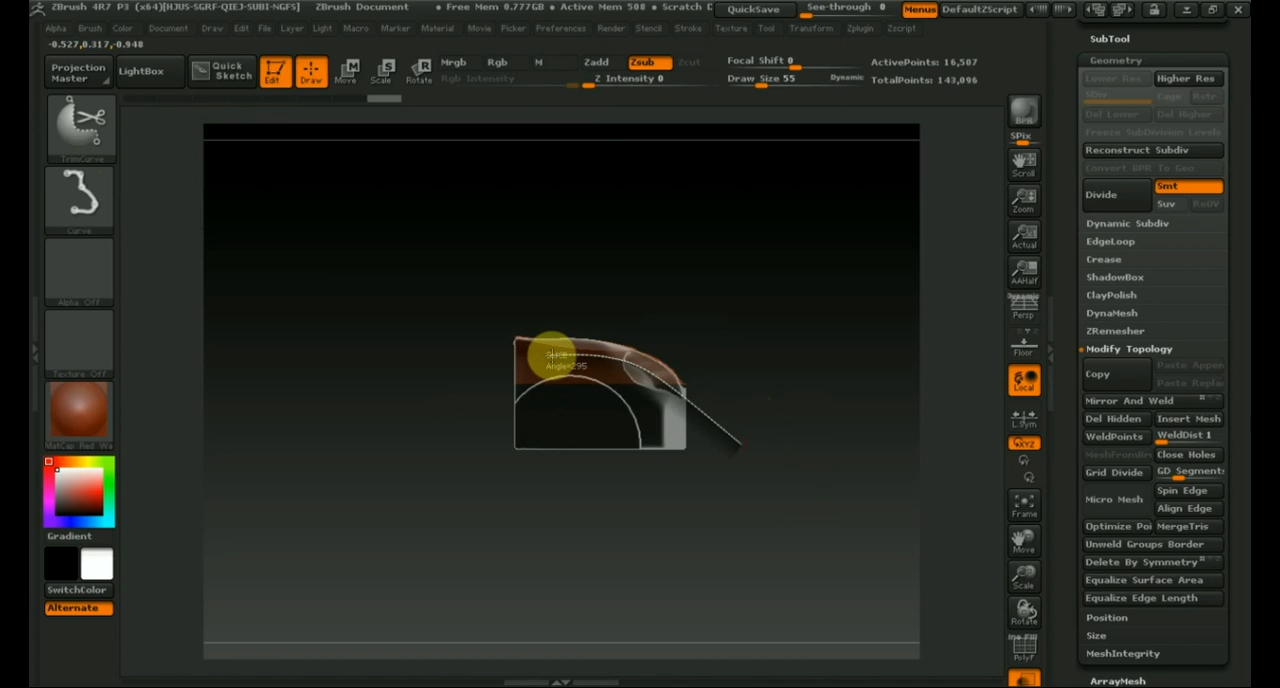 ZBrush 4R7 P3 (x64)[HJUS-SGRF-QIEJ-SUBI-NGFS] ZBrush Document • Free Mem 0.777GB • Active Mem 508 • Scratch D QuickSave See-through 0 Menus DefaultZScript
Alpha Brush Color Document Draw Edit File Layer Light Macro Marker Material Movie Picker Preferences Render Stencil Stroke Texture Tool Transform Zplugin Zscript
-0.527,0.317,-0.948
Projection Master
LightBox
Quick Sketch
Edit
Draw
Move
Scale
Rotate
Mrgb Rgb M
Rgb Intensity
Zadd Zsub Zcut
Z Intensity 0
Focal Shift 0
Draw Size 55 Dynamic
ActivePoints: 16,507
TotalPoints: 143,096
TrimCurve
Curve
Alpha Off
Texture Off
MatCap Red Wa
Gradient
SwitchColor
Alternate
Angle=295
BPR
SPix
Scroll
Zoom
Actual
AAHalf
Dynamic
Persp
Floor
Local
L.Sym
Frame
Move
Scale
Rotate
Line Fill
PolyF
SubTool
Geometry
Lower Res Higher Res
SDiv Cage Rstr
Del Lower Del Higher
Freeze SubDivision Levels
Reconstruct Subdiv
Convert BPR To Geo
Divide
Smt
Suv ReUV
Dynamic Subdiv
EdgeLoop
Crease
ShadowBox
ClayPolish
DynaMesh
ZRemesher
Modify Topology
Copy
Paste Appen
Paste Repla
Mirror And Weld
Del Hidden Insert Mesh
WeldPoints WeldDist 1
Close Holes
Grid Divide GD Segments
Micro Mesh
Spin Edge
Align Edge
Optimize Poi MergeTris
Unweld Groups Border
Delete By Symmetry
Equalize Surface Area
Equalize Edge Length
Position
Size
MeshIntegrity
ArrayMesh